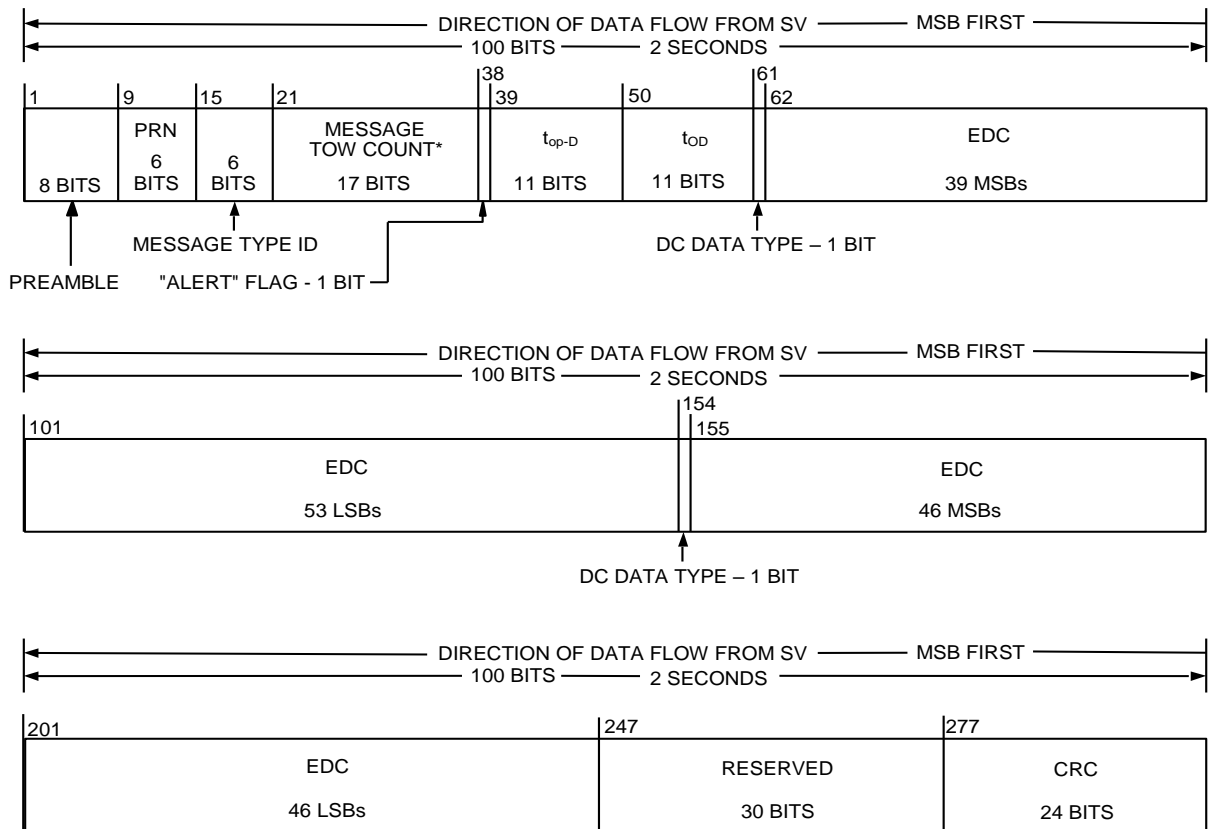 DIRECTION OF DATA FLOW FROM SV MSB FIRST
100 BITS 2 SECONDS
1 9 15 21 38 39 50 61 62
PRN
6
BITS
MESSAGE
TOW COUNT*
17 BITS
top-D
11 BITS
tOD
11 BITS
EDC
39 MSBs
8 BITS
6
BITS
MESSAGE TYPE ID
DC DATA TYPE – 1 BIT
PREAMBLE
"ALERT" FLAG - 1 BIT
DIRECTION OF DATA FLOW FROM SV MSB FIRST
100 BITS 2 SECONDS
101 154 155
EDC
53 LSBs
EDC
46 MSBs
DC DATA TYPE – 1 BIT
DIRECTION OF DATA FLOW FROM SV MSB FIRST
100 BITS 2 SECONDS
201 247 277
EDC
46 LSBs
RESERVED
30 BITS
CRC
24 BITS